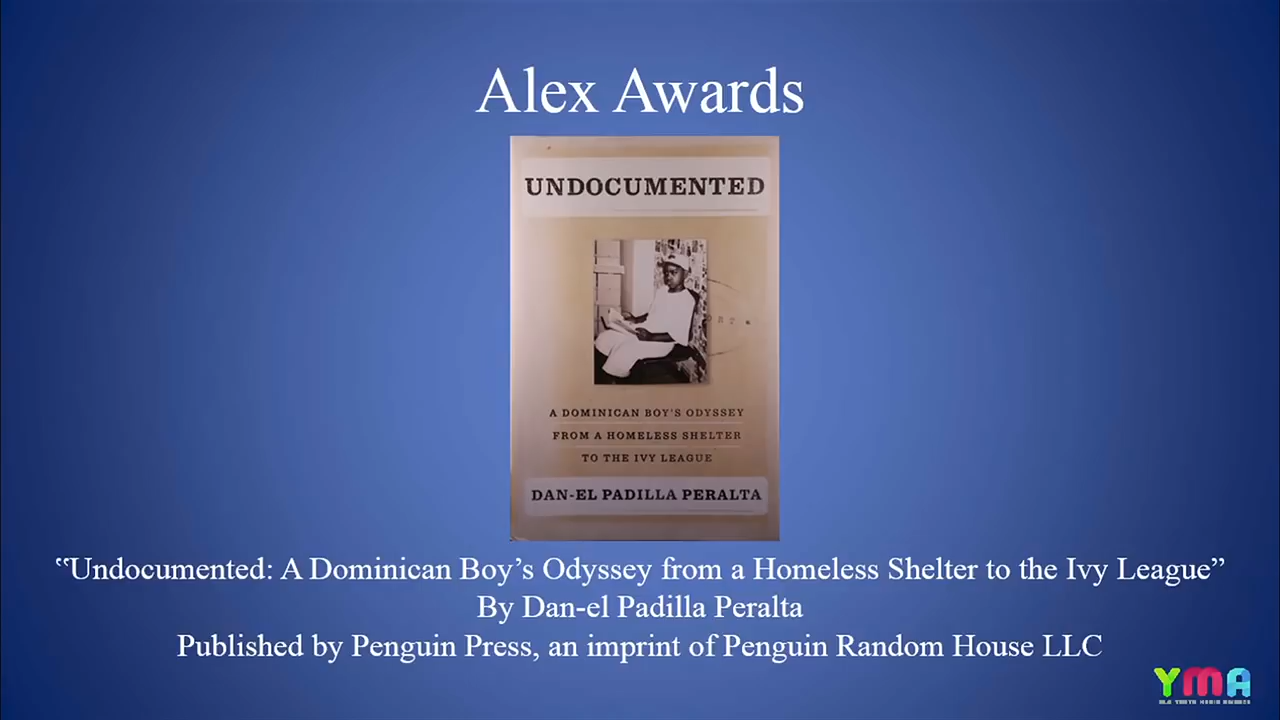 Alex Awards
UNDOCUMENTED
A DOMINICAN BOY'S ODYSSEY
FROM A HOMELESS SHELTER
TO THE IVY LEAGUE
DAN-EL PADILLA PERALTA
“Undocumented: A Dominican Boy’s Odyssey from a Homeless Shelter to the Ivy League”
By Dan-el Padilla Peralta
Published by Penguin Press, an imprint of Penguin Random House LLC
YMA